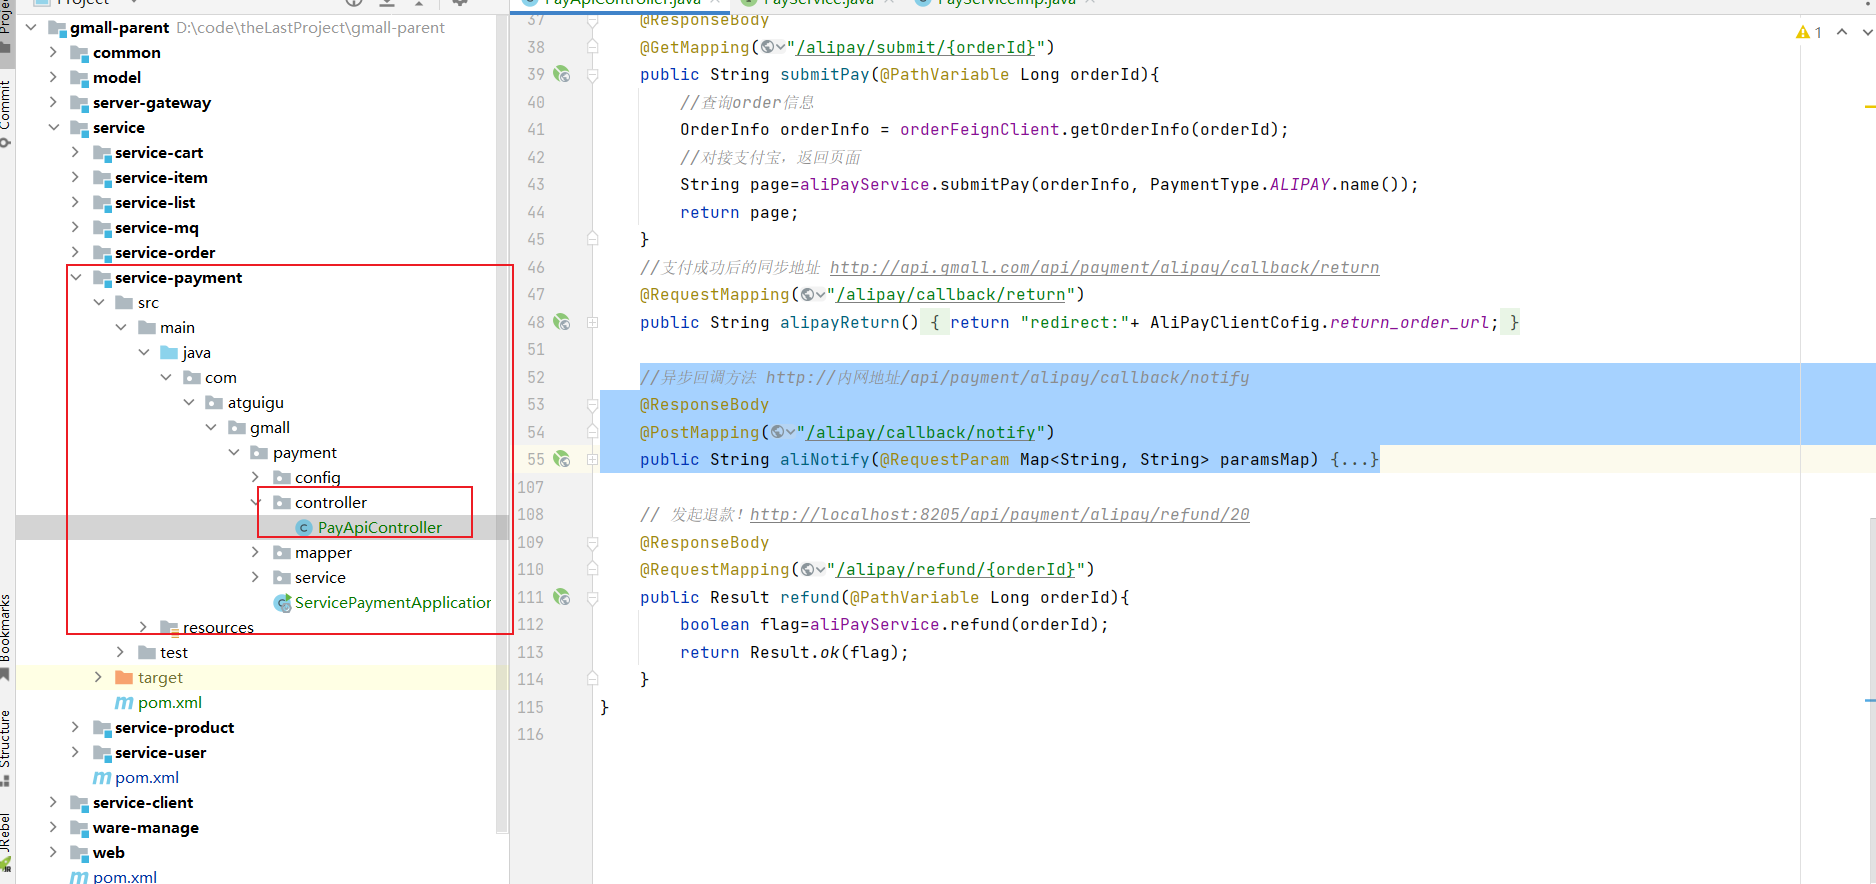 Project
gmall-parent D:\code\theLastProject\gmall-parent
common
model
server-gateway
service
service-cart
service-item
service-list
service-mq
service-order
service-payment
src
main
java
com
atguigu
gmall
payment
config
controller
PayApiController
mapper
service
ServicePaymentApplication
resources
test
target
pom.xml
service-product
service-user
pom.xml
service-client
ware-manage
web
pom.xml
Commit
Bookmarks
Structure
JRebel
PayApiController.java PayService.java PayServiceImp.java
1
37 @ResponseBody
38 @GetMapping("/alipay/submit/{orderId}")
39 public String submitPay(@PathVariable Long orderId){
40 //查询order信息
41 OrderInfo orderInfo = orderFeignClient.getOrderInfo(orderId);
42 //对接支付宝，返回页面
43 String page=aliPayService.submitPay(orderInfo, PaymentType.ALIPAY.name());
44 return page;
45 }
46 //支付成功后的同步地址 http://api.gmall.com/api/payment/alipay/callback/return
47 @RequestMapping("/alipay/callback/return")
48 public String alipayReturn() { return "redirect:"+ AliPayClientCofig.return_order_url; }
51
52 //异步回调方法 http://内网地址/api/payment/alipay/callback/notify
53 @ResponseBody
54 @PostMapping("/alipay/callback/notify")
55 public String aliNotify(@RequestParam Map<String, String> paramsMap) {...}
107
108 // 发起退款！http://localhost:8205/api/payment/alipay/refund/20
109 @ResponseBody
110 @RequestMapping("/alipay/refund/{orderId}")
111 public Result refund(@PathVariable Long orderId){
112 boolean flag=aliPayService.refund(orderId);
113 return Result.ok(flag);
114 }
115 }
116